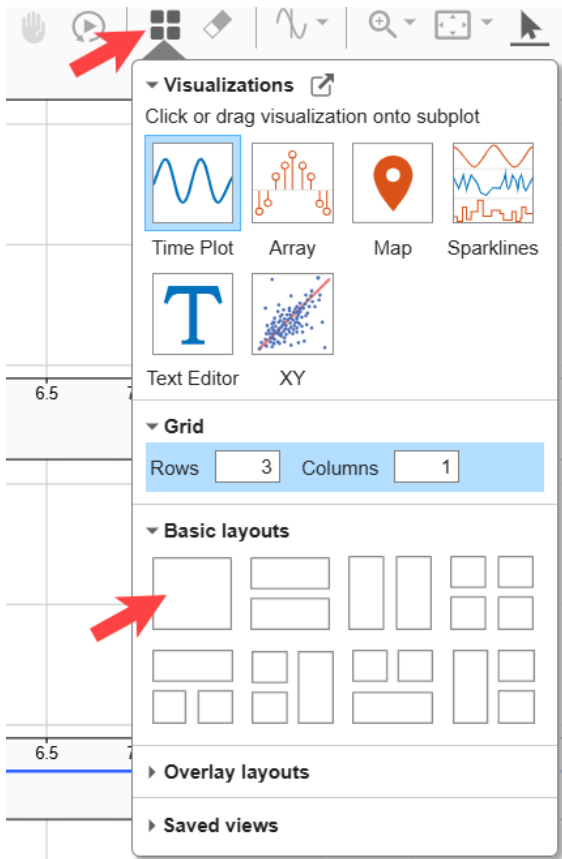 Visualizations
Click or drag visualization onto subplot
Time Plot Array Map Sparklines
T
Text Editor XY
6.5
Grid
Rows 3 Columns 1
Basic layouts
6.5
Overlay layouts
Saved views